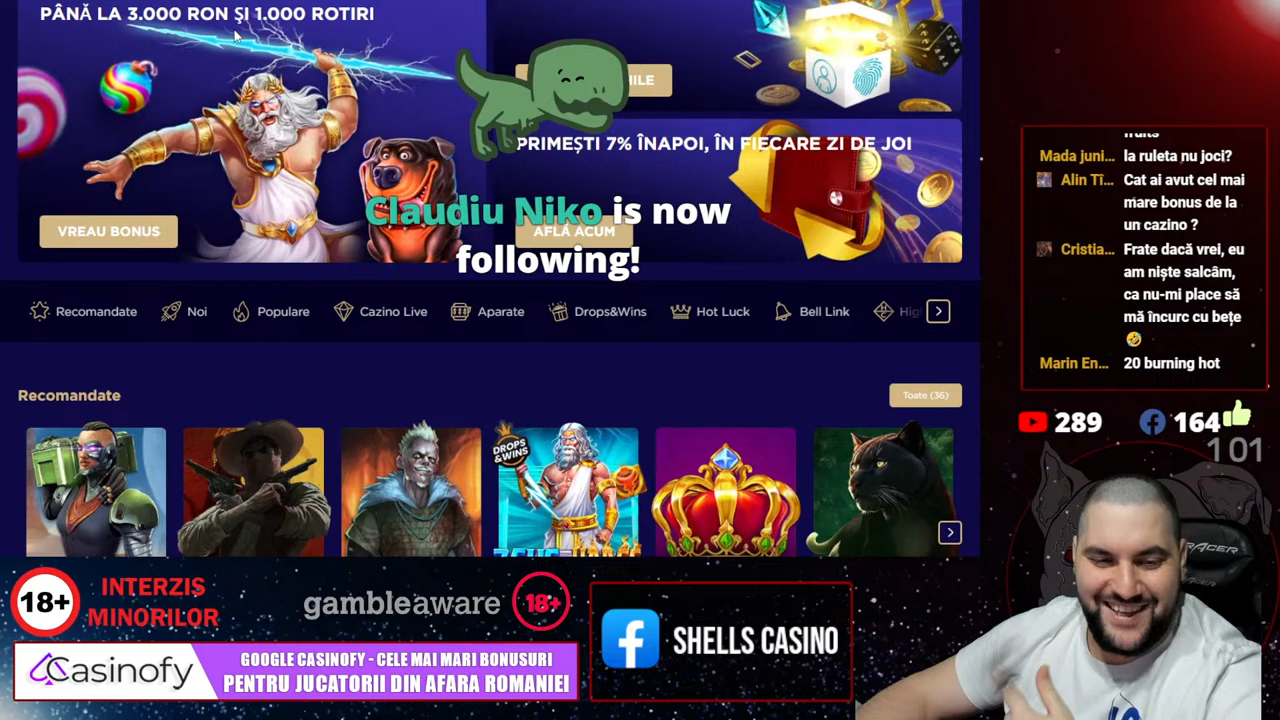 PÂNĂ LA 3.000 RON ȘI 1.000 ROTIRI
VREAU BONUS
PRIMEȘTI 7% ÎNAPOI, ÎN FIECARE ZI DE JOI
AFLĂ ACUM
Claudiu Niko is now
following!
Recomandate
Noi
Populare
Cazino Live
Aparate
Drops&Wins
Hot Luck
Bell Link
Recomandate
Toate (36)
DROPS
&WINS
18+
INTERZIȘ
MINORILOR
gambleaware
18+
Casinofy
GOOGLE CASINOFY - CELE MAI MARI BONUSURI
PENTRU JUCATORII DIN AFARA ROMANIEI
SHELLS CASINO
Mada juni... la ruleta nu joci?
Alin Tî... Cat ai avut cel mai
mare bonus de la
un cazino ?
Cristia... Frate dacă vrei, eu
am niște salcâm,
ca nu-mi place să
mă încurc cu bețe
🤣
Marin En... 20 burning hot
289
164
101